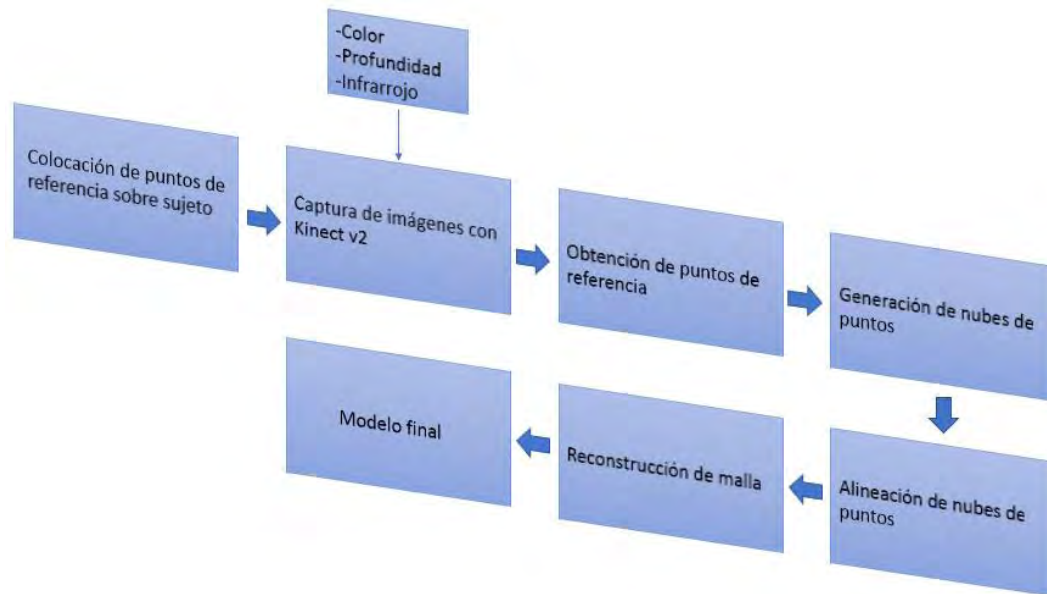 -Color
-Profundidad
-Infrarrojo
Colocación de puntos de
referencia sobre sujeto
Captura de imágenes con
Kinect v2
Obtención de puntos de
referencia
Generación de nubes de
puntos
Alineación de nubes de
puntos
Reconstrucción de malla
Modelo final